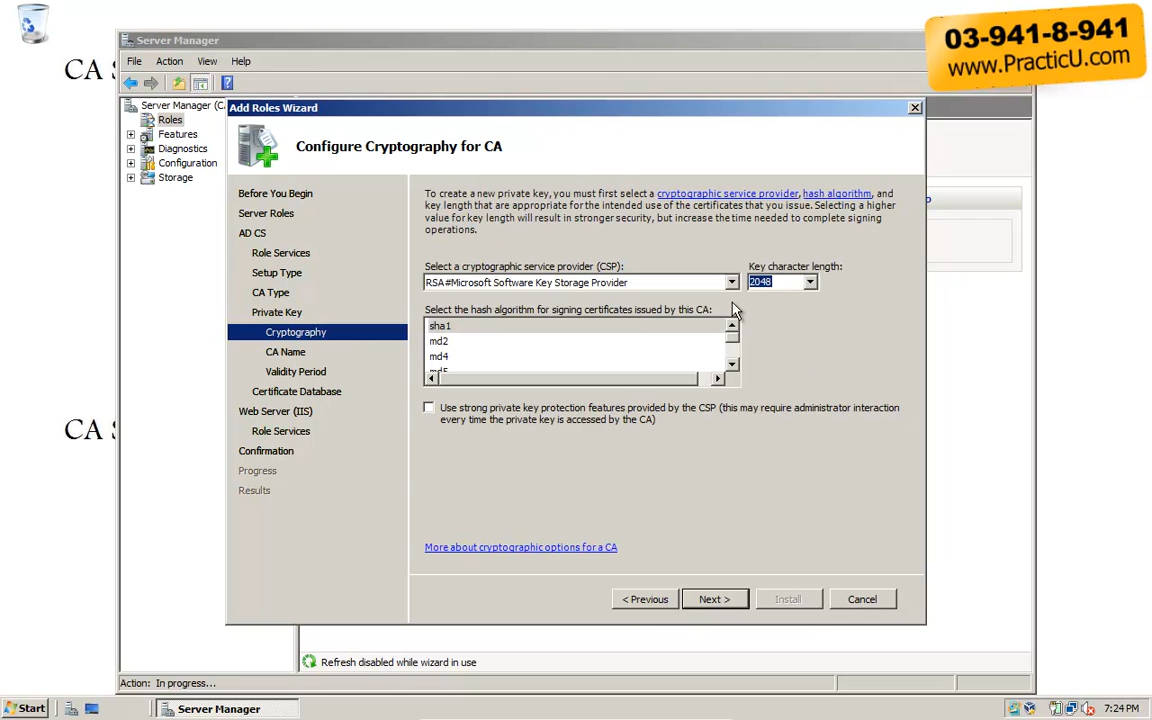 03-941-8-941
www.PracticU.com
CA
CA
Server Manager
File Action View Help
Server Manager (C
Roles
Features
Diagnostics
Configuration
Storage
Add Roles Wizard
Configure Cryptography for CA
Before You Begin
Server Roles
AD CS
Role Services
Setup Type
CA Type
Private Key
Cryptography
CA Name
Validity Period
Certificate Database
Web Server (IIS)
Role Services
Confirmation
Progress
Results
To create a new private key, you must first select a cryptographic service provider, hash algorithm, and
key length that are appropriate for the intended use of the certificates that you issue. Selecting a higher
value for key length will result in stronger security, but increase the time needed to complete signing
operations.
Select a cryptographic service provider (CSP): Key character length:
RSA#Microsoft Software Key Storage Provider 2048
Select the hash algorithm for signing certificates issued by this CA:
sha1
md2
md4
md5
Use strong private key protection features provided by the CSP (this may require administrator interaction
every time the private key is accessed by the CA)
More about cryptographic options for a CA
< Previous Next > Install Cancel
Refresh disabled while wizard in use
Action: In progress...
Start Server Manager 7:24 PM